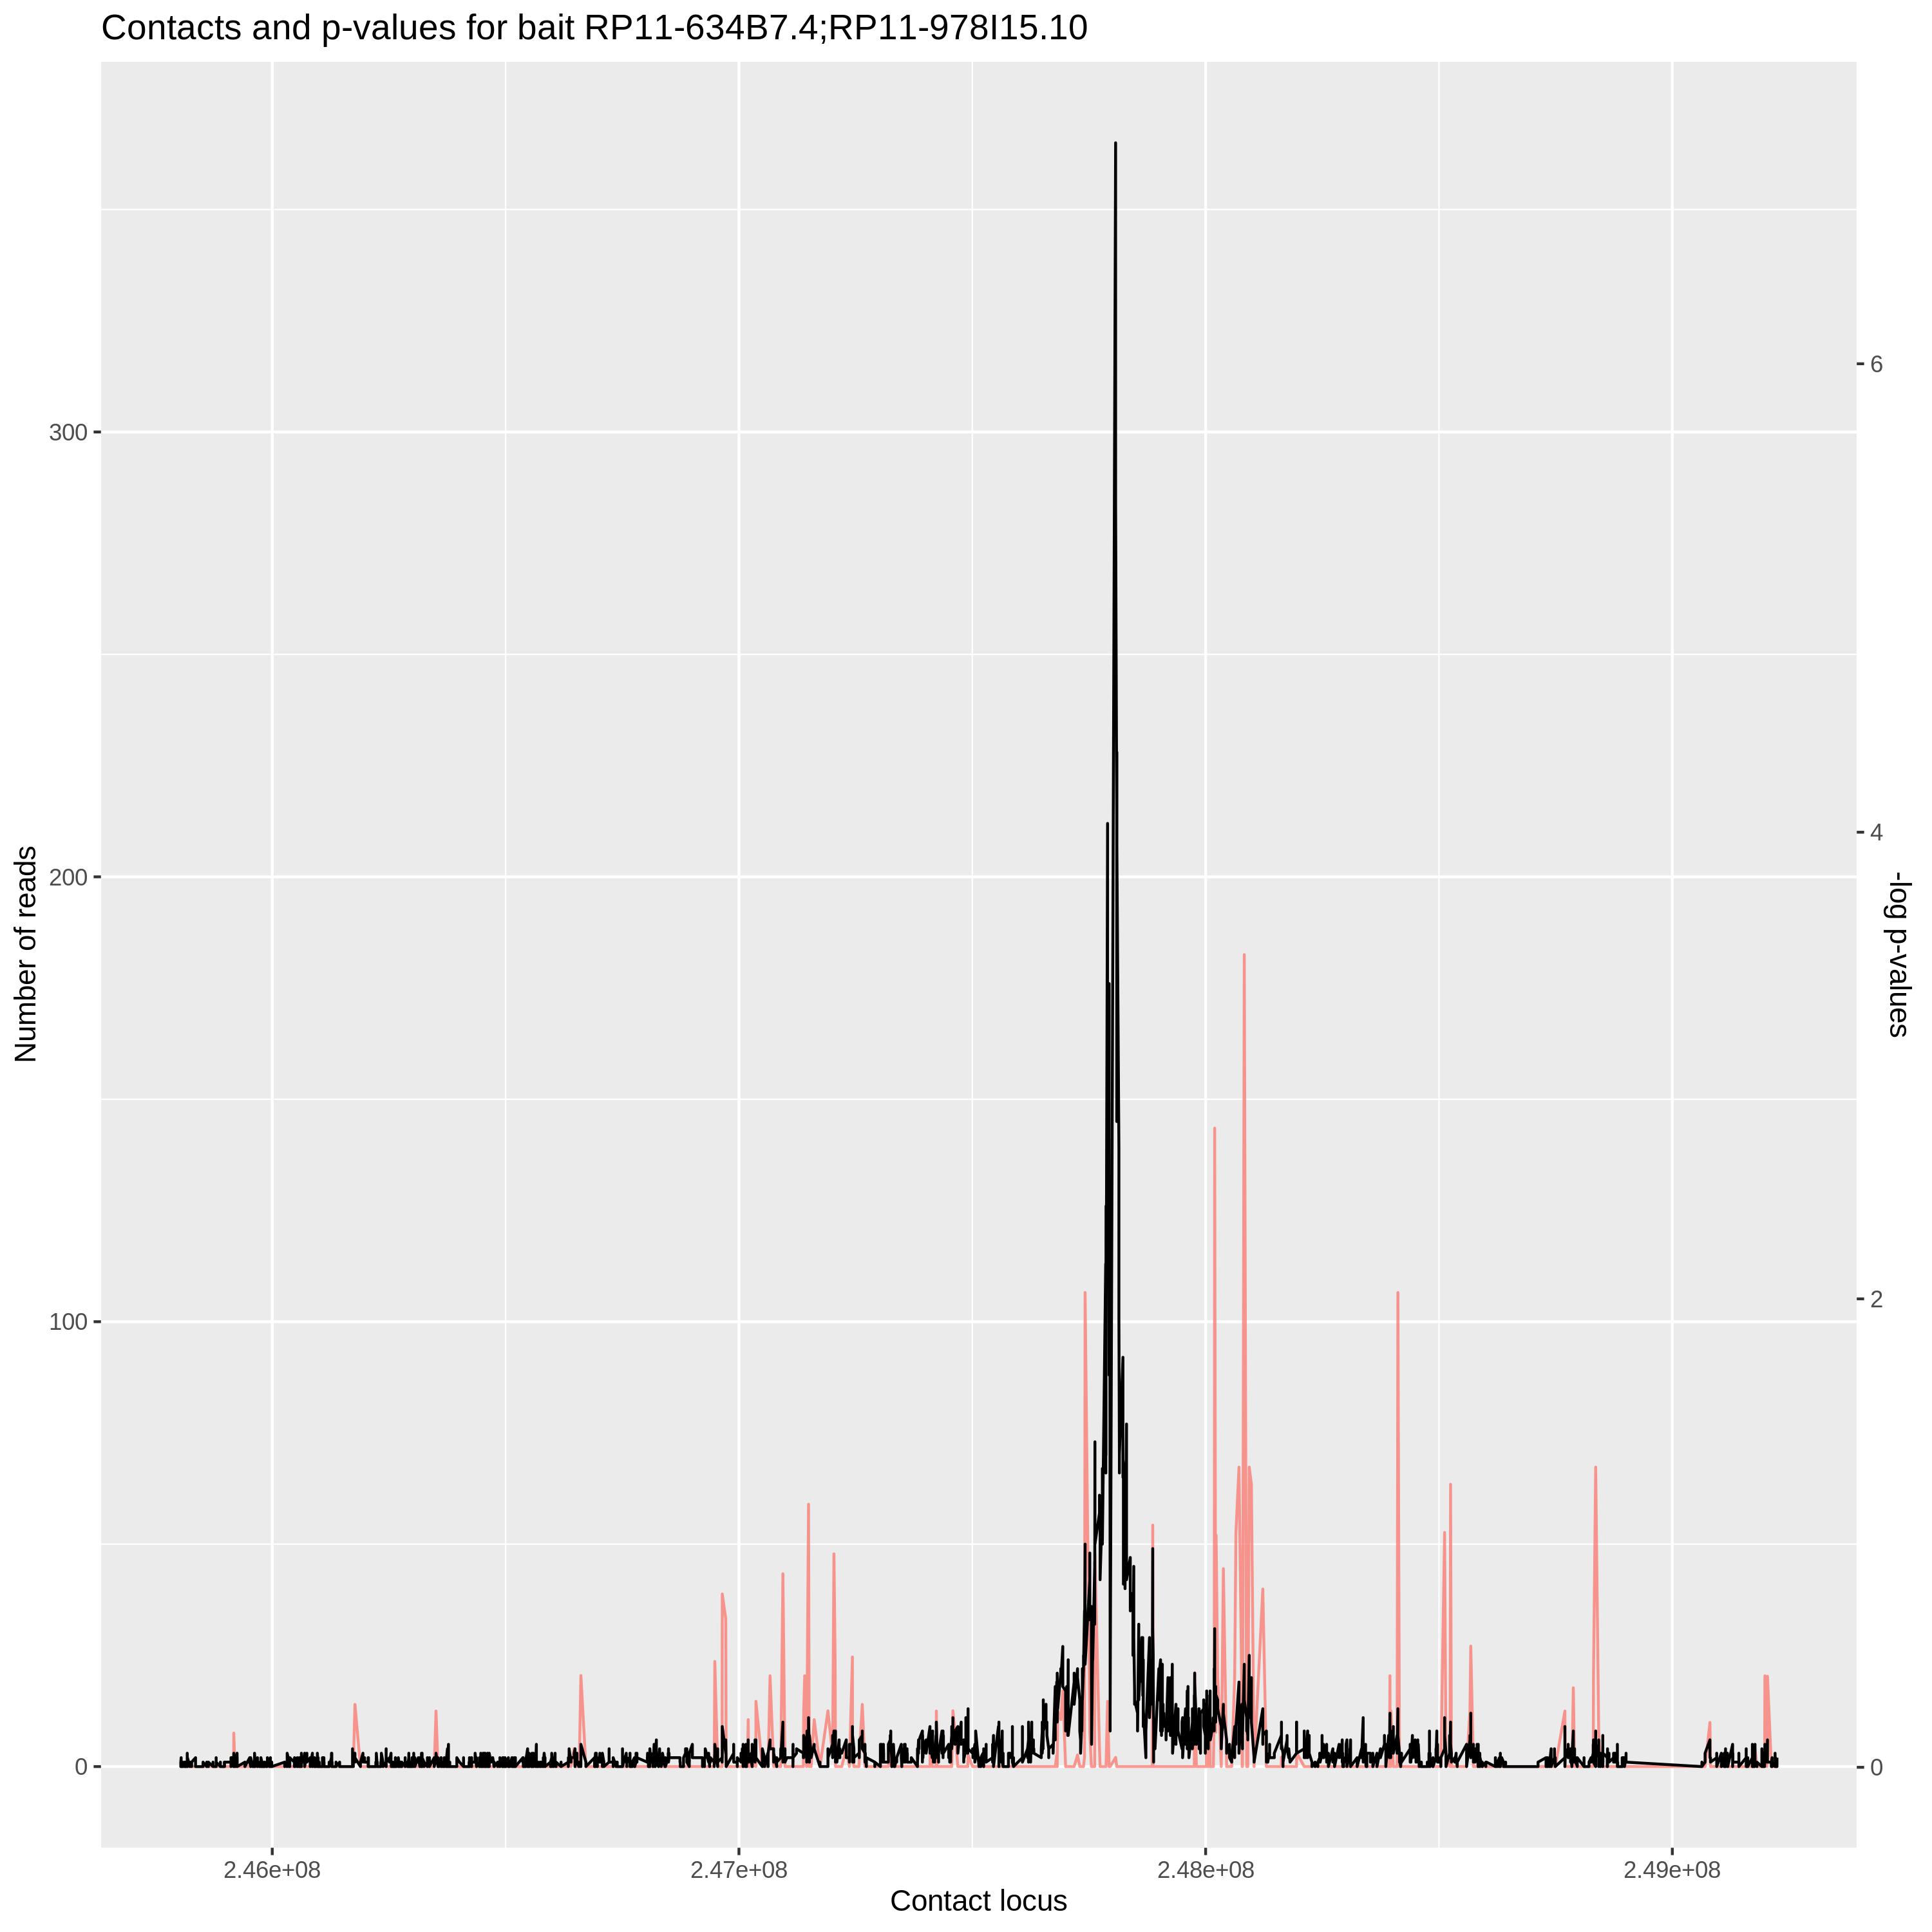 Contacts and p-values for bait RP11-634B7.4;RP11-978I15.10
300
200
100
0
Number of reads
6
4
2
0
-log p-values
2.46e+08
2.47e+08
2.48e+08
2.49e+08
Contact locus